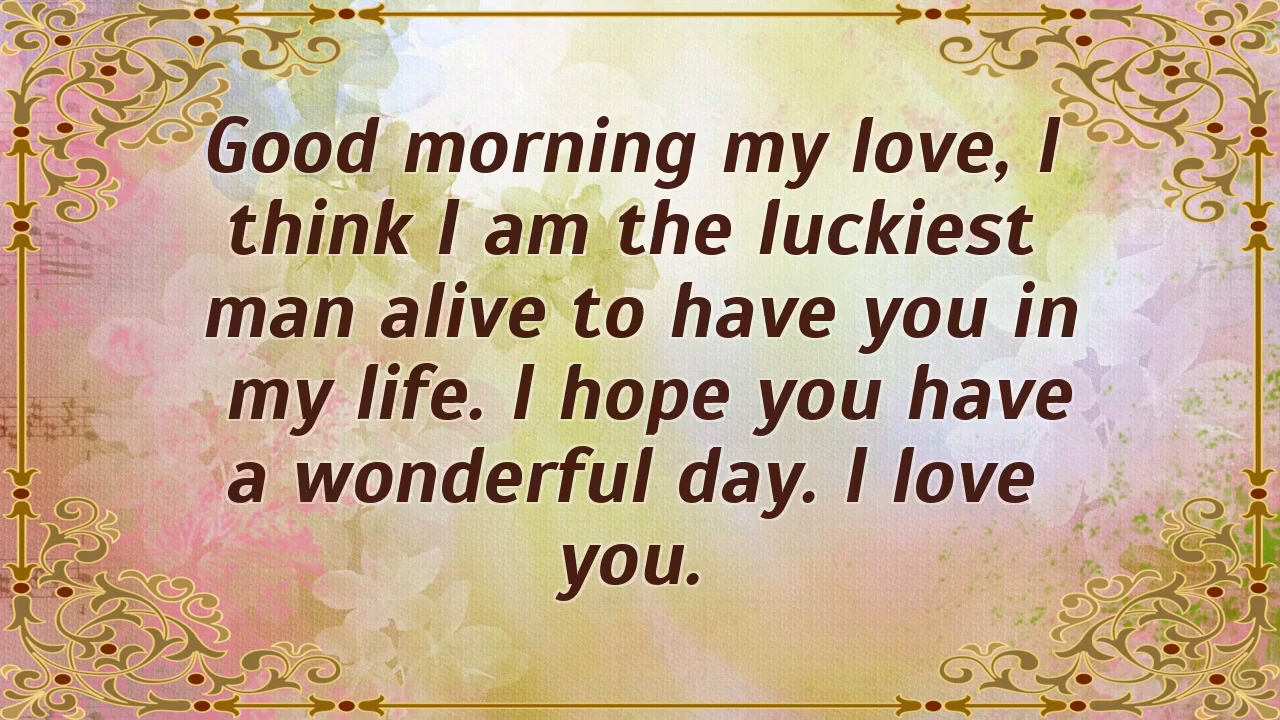 Good morning my love, I
think I am the luckiest
man alive to have you in
my life. I hope you have
a wonderful day. I love
you.